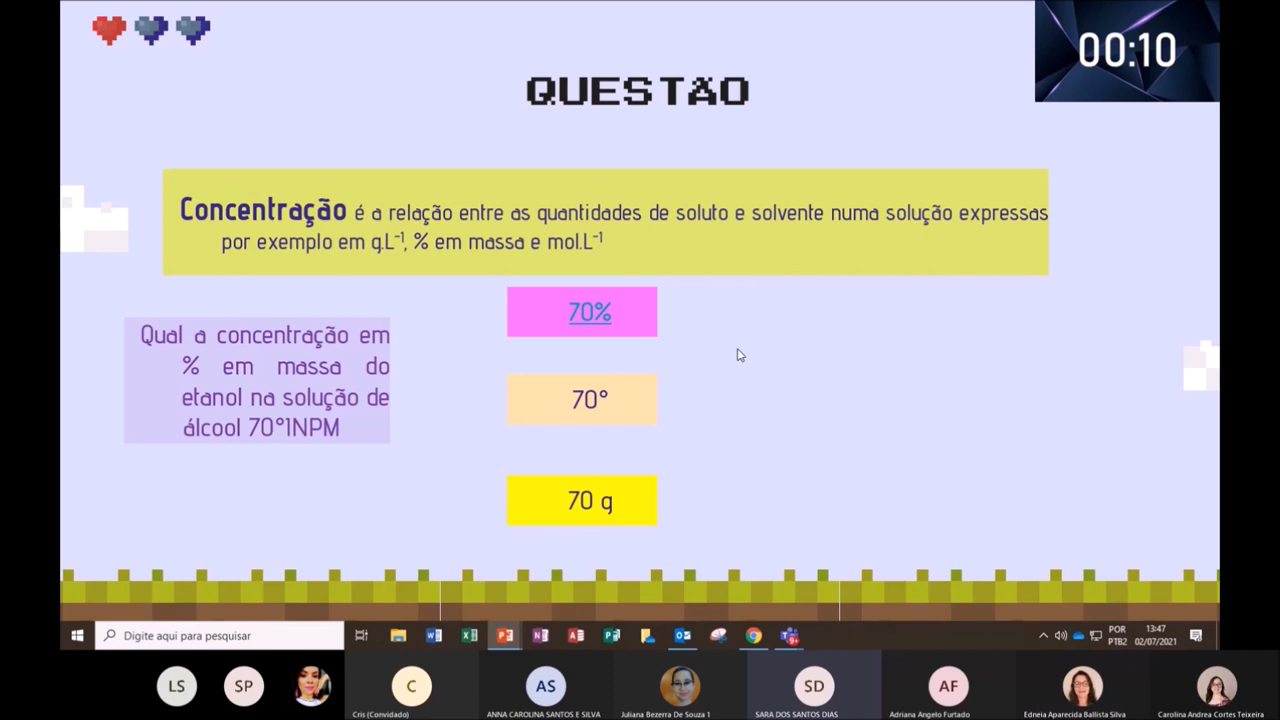 00:10
QUESTÃO
Concentração é a relação entre as quantidades de soluto e solvente numa solução expressas
por exemplo em g.L⁻¹, % em massa e mol.L⁻¹
70%
Qual a concentração em
% em massa do
etanol na solução de
álcool 70°INPM
70°
70 g
Digite aqui para pesquisar
POR
PTB2
13:47
02/07/2021
9+
LS
SP
C
AS
SD
AF
Cris (Convidado)
ANNA CAROLINA SANTOS E SILVA
Juliana Bezerra De Souza 1
SARA DOS SANTOS DIAS
Adriana Angelo Furtado
Edneia Aparecida Ballista Silva
Carolina Andrea Cortes Teixeira